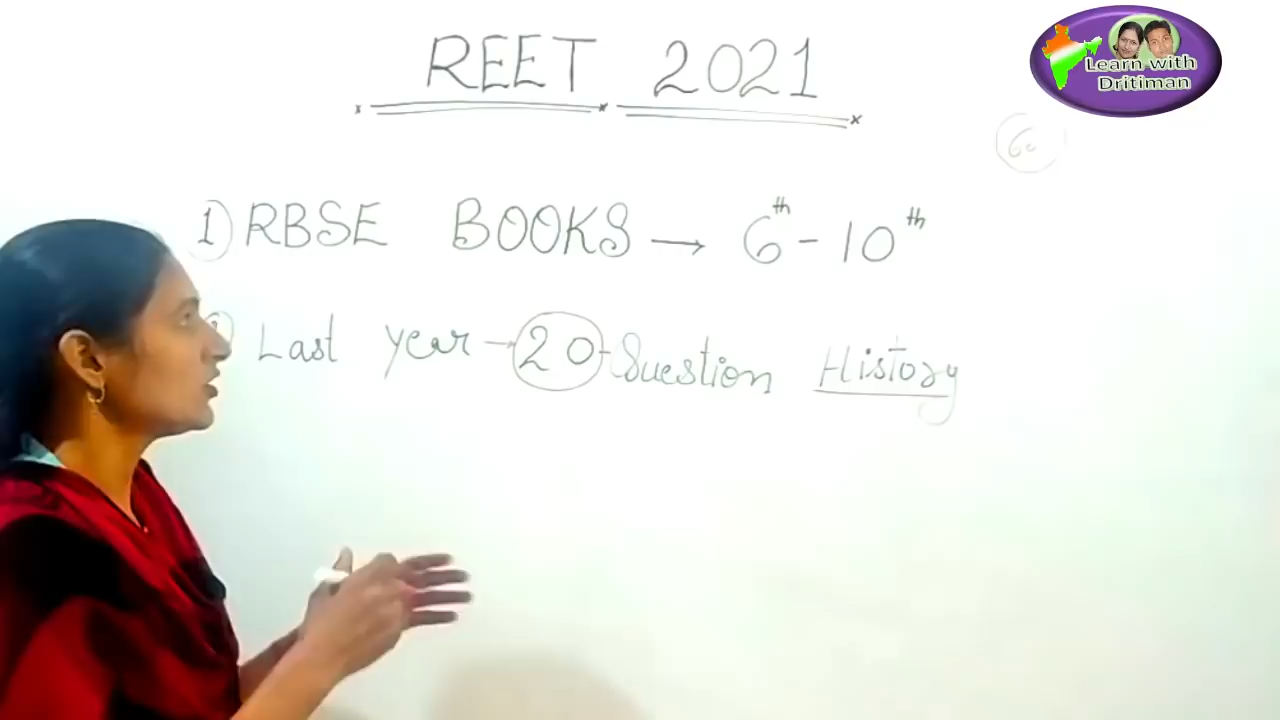 REET 2021
Learn with
Dritiman
1) RBSE BOOKS → 6th - 10th
Last year → 20 - Question History